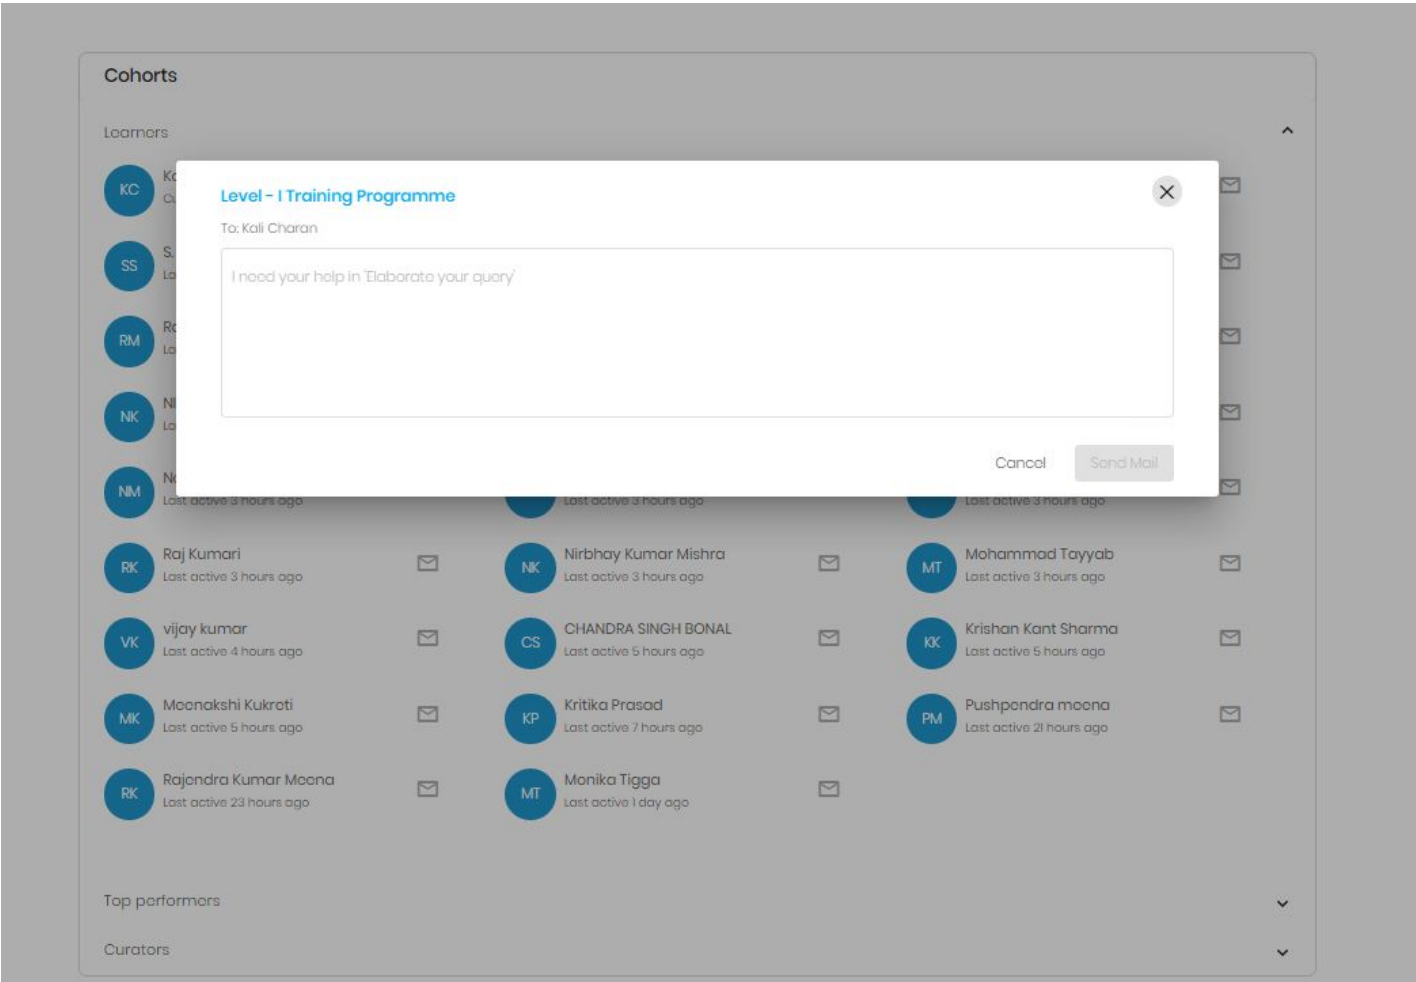 Cohorts
Learners
KC
Level - I Training Programme
To: Kali Charan
SS
S.
I need your help in 'Elaborate your query'
RM
NK
Cancel
Send Mail
NM
Last active 3 hours ago
Last active 3 hours ago
Last active 3 hours ago
RK
Raj Kumari
Last active 3 hours ago
NK
Nirbhay Kumar Mishra
Last active 3 hours ago
MT
Mohammad Tayyab
Last active 3 hours ago
VK
vijay kumar
Last active 4 hours ago
CS
CHANDRA SINGH BONAL
Last active 5 hours ago
KK
Krishan Kant Sharma
Last active 5 hours ago
MK
Meenakshi Kukreti
Last active 5 hours ago
KP
Kritika Prasad
Last active 7 hours ago
PM
Pushpendra meena
Last active 21 hours ago
RK
Rajendra Kumar Meena
Last active 23 hours ago
MT
Monika Tigga
Last active 1 day ago
Top performers
Curators